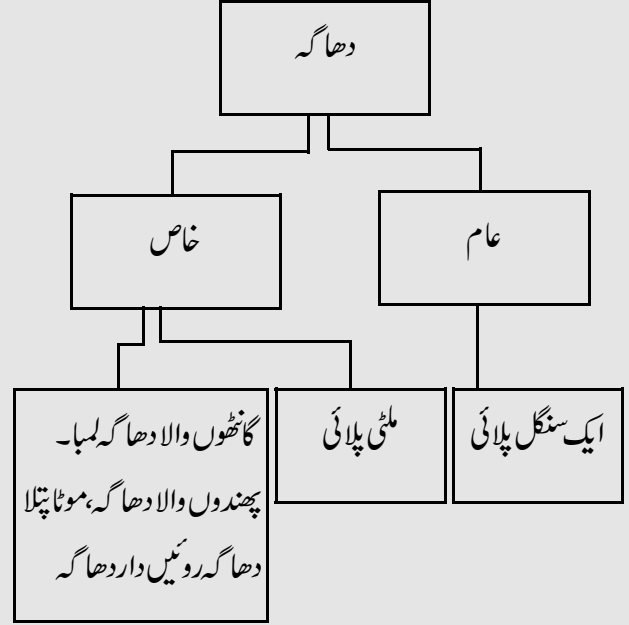 دھاگہ
عام
خاص
ایک سنگل پلائی
ملٹی پلائی
گانٹھوں والا دھاگہ لمبا۔
پھندوں والا دھاگہ، موٹا پتلا
دھاگہ روئیں دار دھاگہ